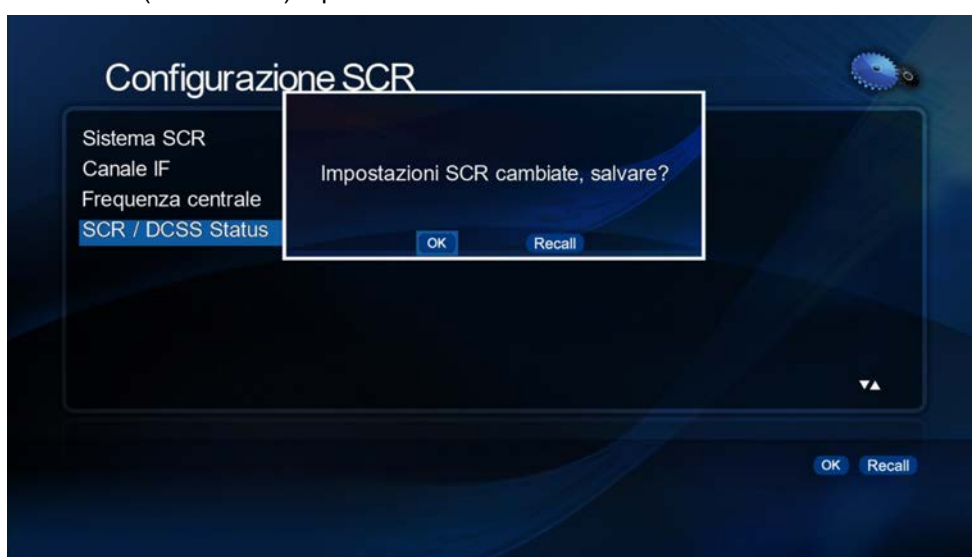 Configurazione SCR
Sistema SCR
Canale IF
Frequenza centrale
SCR / DCSS Status
Impostazioni SCR cambiate, salvare?
OK Recall
OK Recall